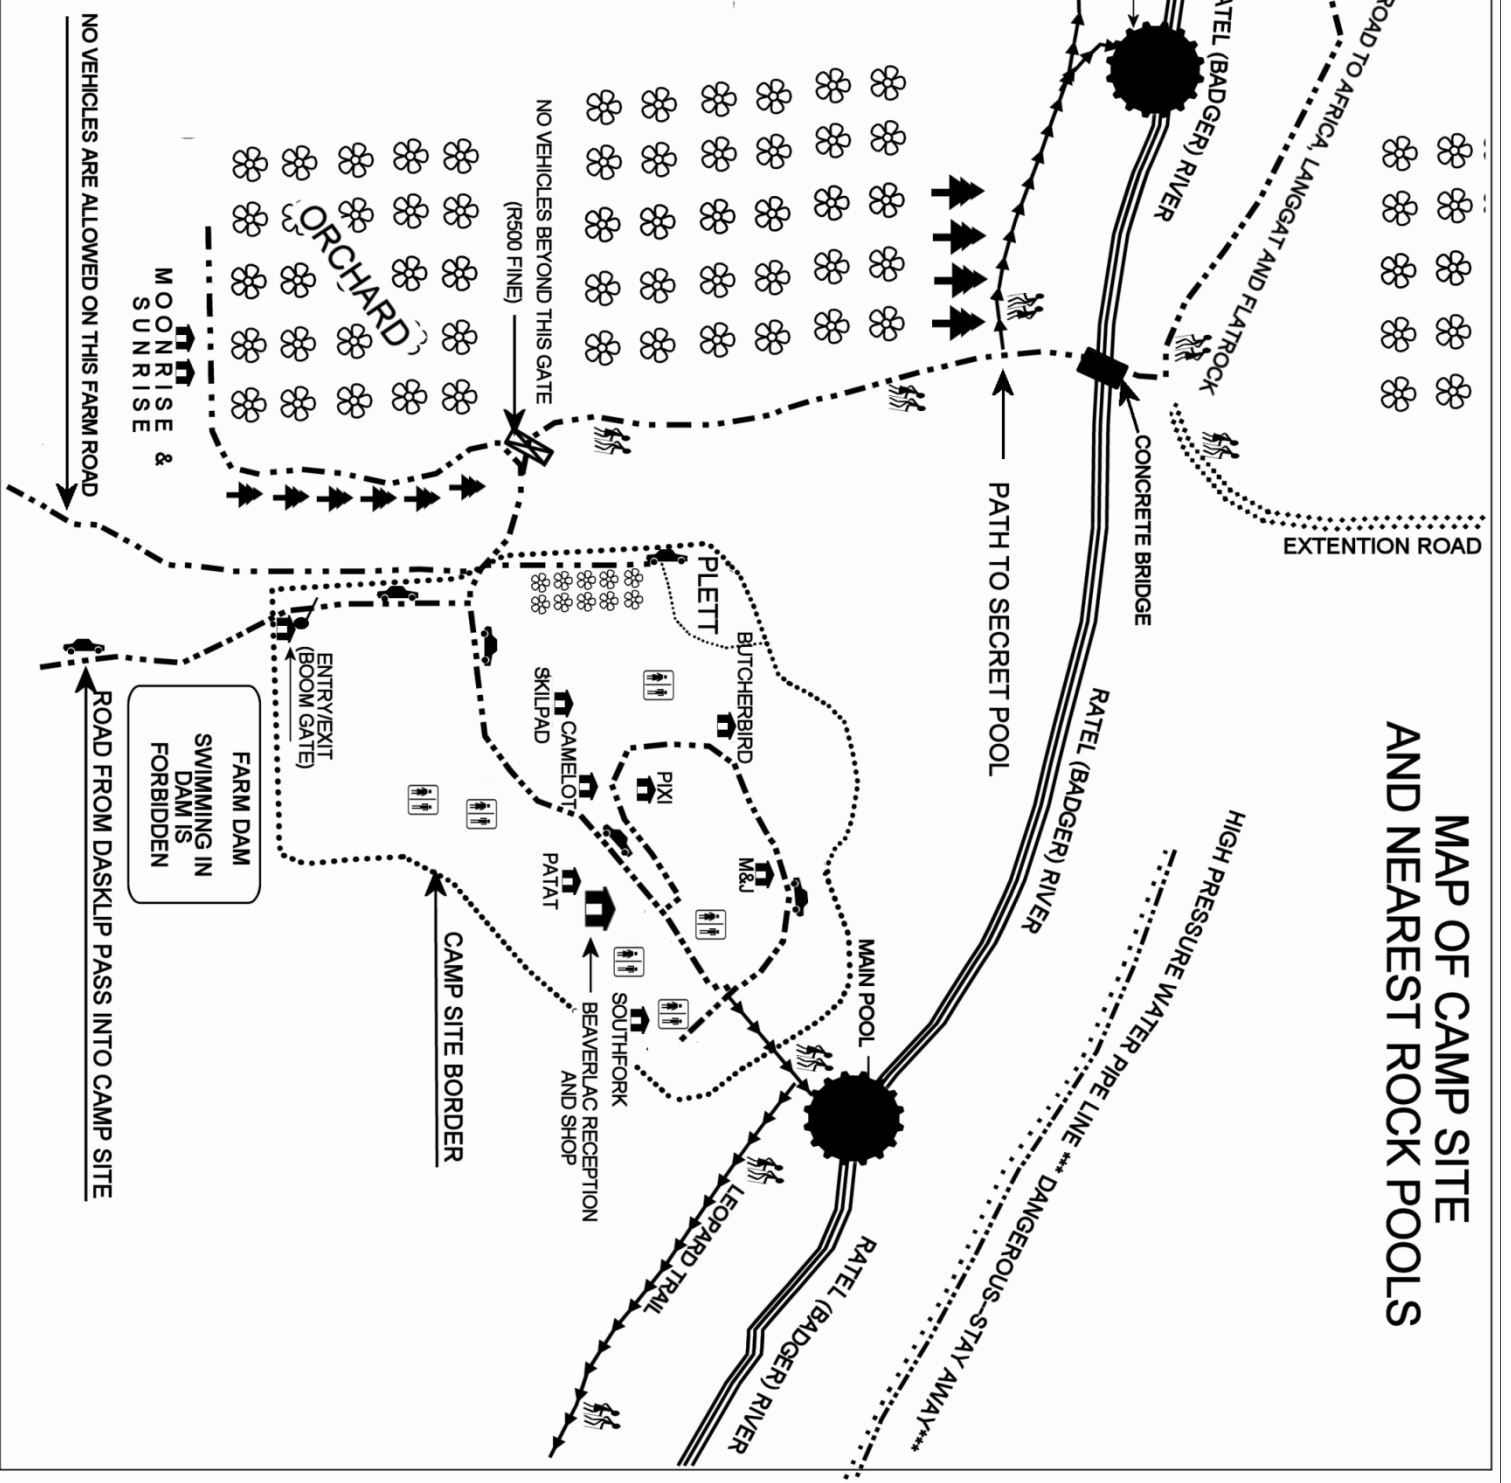 MAP OF CAMP SITE
AND NEAREST ROCK POOLS
ROAD TO AFRICA, LANGGAT AND FLATROCK
EXTENTION ROAD
HIGH PRESSURE WATER PIPE LINE *** DANGEROUS--STAY AWAY***
ATEL (BADGER) RIVER
CONCRETE BRIDGE
RATEL (BADGER) RIVER
PATH TO SECRET POOL
MAIN POOL
RATEL (BADGER) RIVER
NO VEHICLES BEYOND THIS GATE
(R500 FINE)
PLETT
BUTCHERBIRD
M&J
PIXI
CAMELOT
SKILPAD
PATAT
SOUTHFORK
BEAVERLAC RECEPTION
AND SHOP
LEOPARD TRAIL
ORCHARD
CAMP SITE BORDER
ENTRY/EXIT
(BOOM GATE)
MOONRISE &
SUNRISE
FARM DAM
SWIMMING IN
DAM IS
FORBIDDEN
NO VEHICLES ARE ALLOWED ON THIS FARM ROAD
ROAD FROM DASKLIP PASS INTO CAMP SITE